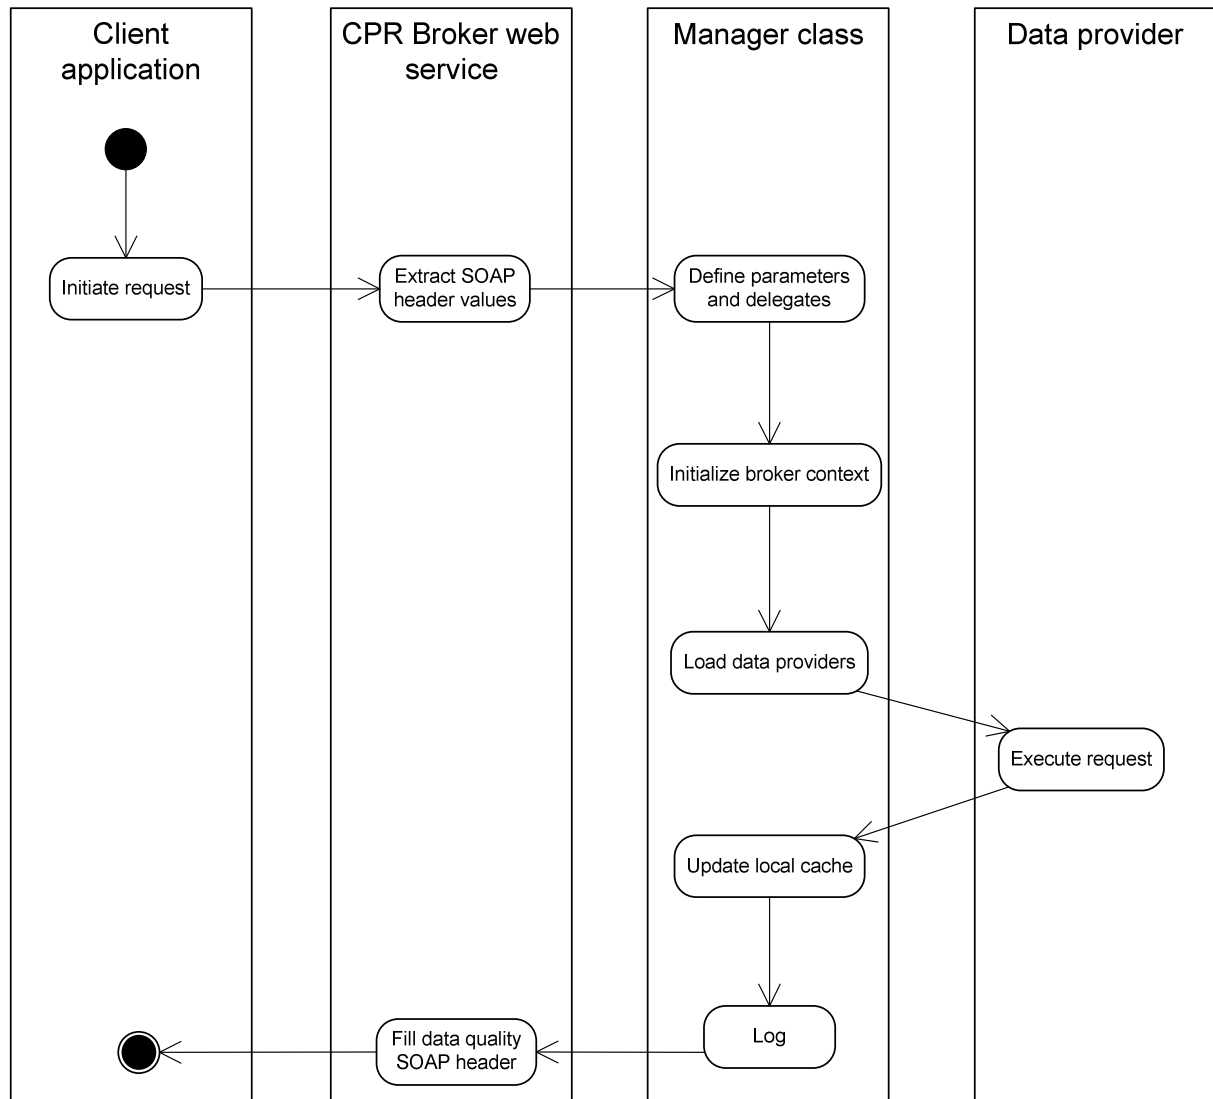 Client
application
CPR Broker web
service
Manager class
Data provider
Initiate request
Extract SOAP
header values
Define parameters
and delegates
Initialize broker context
Load data providers
Execute request
Update local cache
Log
Fill data quality
SOAP header